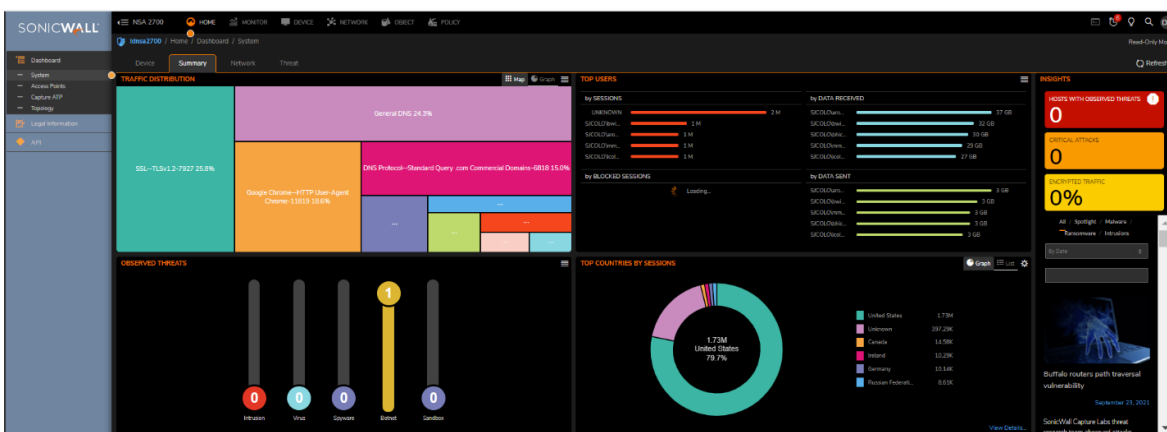 SONICWALL
NSA 2700 HOME MONITOR DEVICE NETWORK OBJECT POLICY
tdnsa2700 / Home / Dashboard / System
Read-Only Mo
Device Summary Network Threat
Refresh
Dashboard
System
Access Points
Capture ATP
Topology
Legal Information
API
TRAFFIC DISTRIBUTION
Map Graph
SSL--TLSv1.2-7927 25.8%
General DNS 24.3%
Google Chrome--HTTP User-Agent
Chrome-11819 18.6%
DNS Protocol--Standard Query .com Commercial Domains-6818 15.0%
...
...
...
...
...
...
TOP USERS
by SESSIONS
UNKNOWN 2 M
1 M
1 M
1 M
1 M
by DATA RECEIVED
37 GB
32 GB
30 GB
29 GB
27 GB
by BLOCKED SESSIONS
Loading...
by DATA SENT
3 GB
3 GB
3 GB
3 GB
3 GB
INSIGHTS
HOSTS WITH OBSERVED THREATS 1
0
CRITICAL ATTACKS
0
ENCRYPTED TRAFFIC
0%
All / Spotlight / Malware /
Ransomware / Intrusions
By Date
Buffalo routers path traversal
vulnerability
September 23, 2021
SonicWall Capture Labs threat
OBSERVED THREATS
0 0 0 1 0
Intrusion Virus Spyware Botnet Sandbox
TOP COUNTRIES BY SESSIONS
Graph List
1.73M
United States
79.7%
United States 1.73M
Unknown 397.29K
Canada 14.58K
Ireland 10.29K
Germany 10.14K
Russian Federati... 8.61K
View Details...